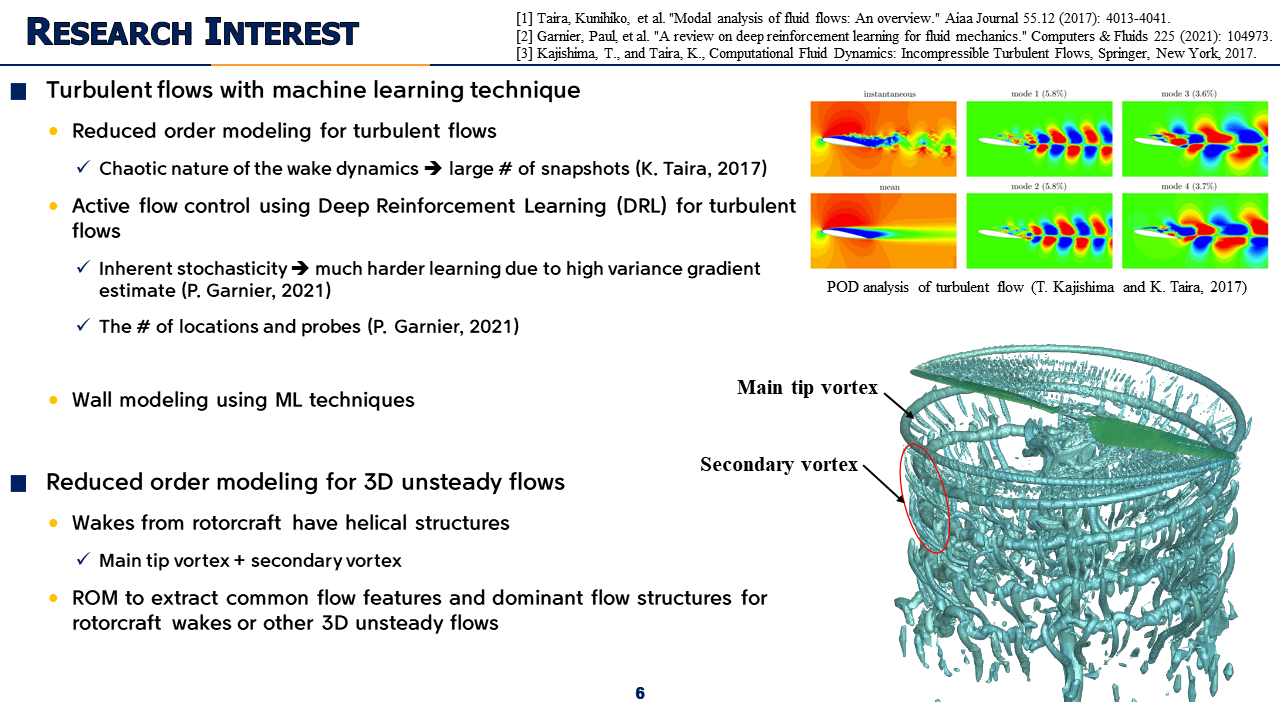 RESEARCH INTEREST
[1] Taira, Kunihiko, et al. "Modal analysis of fluid flows: An overview." Aiaa Journal 55.12 (2017): 4013-4041.
[2] Garnier, Paul, et al. "A review on deep reinforcement learning for fluid mechanics." Computers & Fluids 225 (2021): 104973.
[3] Kajishima, T., and Taira, K., Computational Fluid Dynamics: Incompressible Turbulent Flows, Springer, New York, 2017.
■ Turbulent flows with machine learning technique
• Reduced order modeling for turbulent flows
✓ Chaotic nature of the wake dynamics ➔ large # of snapshots (K. Taira, 2017)
• Active flow control using Deep Reinforcement Learning (DRL) for turbulent
flows
✓ Inherent stochasticity ➔ much harder learning due to high variance gradient
estimate (P. Garnier, 2021)
✓ The # of locations and probes (P. Garnier, 2021)
• Wall modeling using ML techniques
■ Reduced order modeling for 3D unsteady flows
• Wakes from rotorcraft have helical structures
✓ Main tip vortex + secondary vortex
• ROM to extract common flow features and dominant flow structures for
rotorcraft wakes or other 3D unsteady flows
instantaneous
mode 1 (5.8%)
mode 3 (3.6%)
mean
mode 2 (5.8%)
mode 4 (3.7%)
POD analysis of turbulent flow (T. Kajishima and K. Taira, 2017)
Main tip vortex
Secondary vortex
6